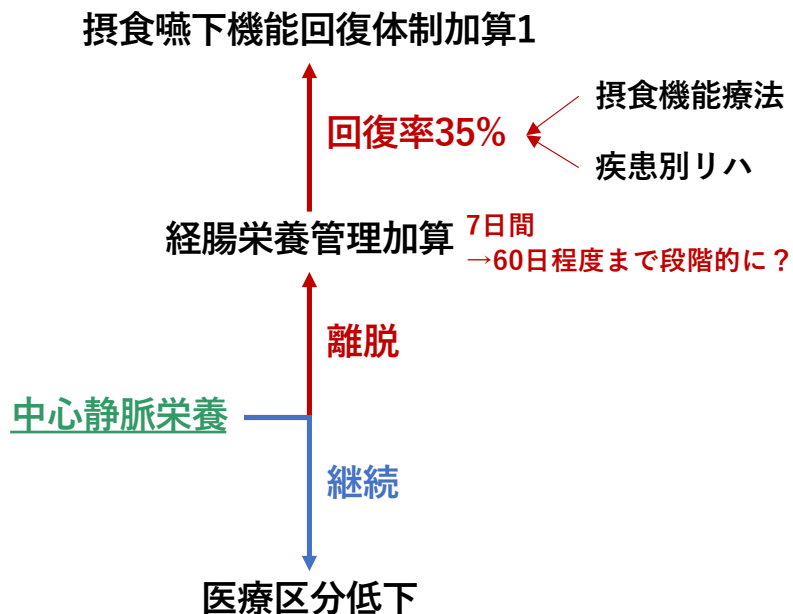 摂食嚥下機能回復体制加算1
回復率35%
摂食機能療法
疾患別リハ
経腸栄養管理加算
7日間
→60日程度まで段階的に？
離脱
中心静脈栄養
継続
医療区分低下